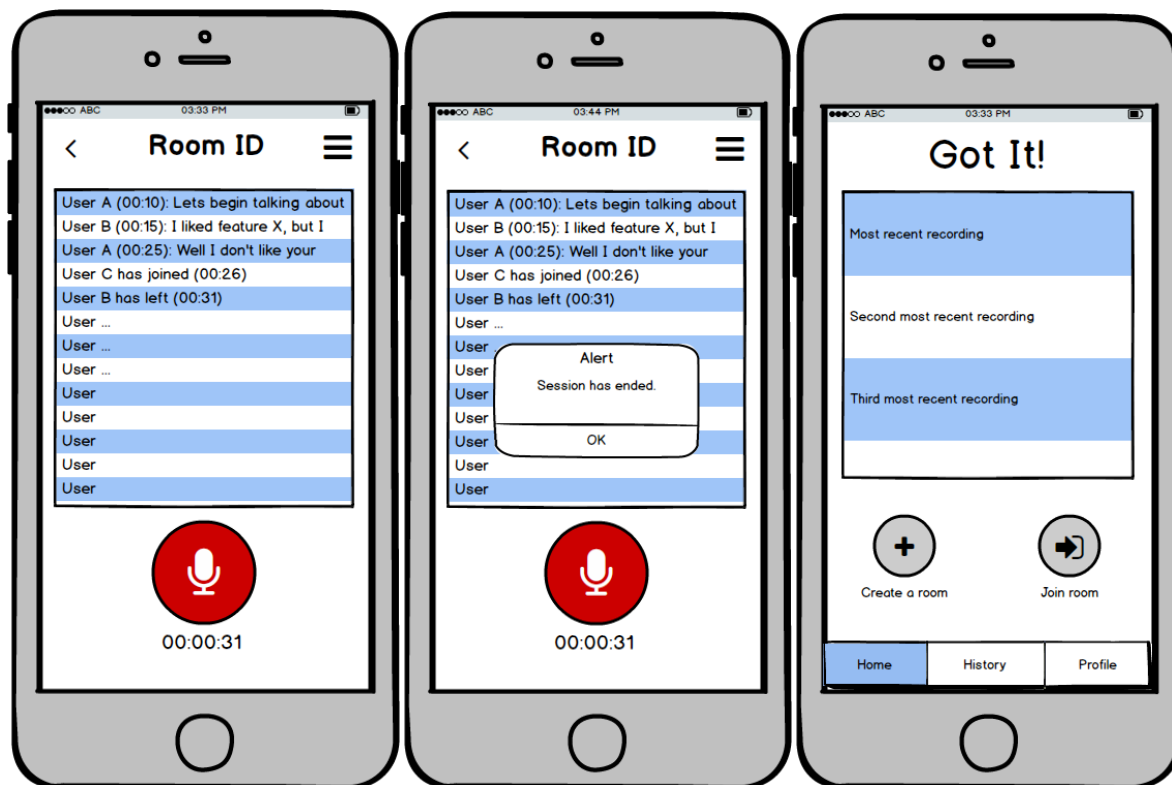 ABC 03:33 PM
Room ID
User A (00:10): Lets begin talking about
User B (00:15): I liked feature X, but I
User A (00:25): Well I don't like your
User C has joined (00:26)
User B has left (00:31)
User ...
User ...
User ...
User
User
User
User
User
00:00:31
ABC 03:44 PM
Room ID
User A (00:10): Lets begin talking about
User B (00:15): I liked feature X, but I
User A (00:25): Well I don't like your
User C has joined (00:26)
User B has left (00:31)
User ...
User .
User
User
User
User
User
User
Alert
Session has ended.
OK
00:00:31
ABC 03:33 PM
Got It!
Most recent recording
Second most recent recording
Third most recent recording
Create a room Join room
Home History Profile